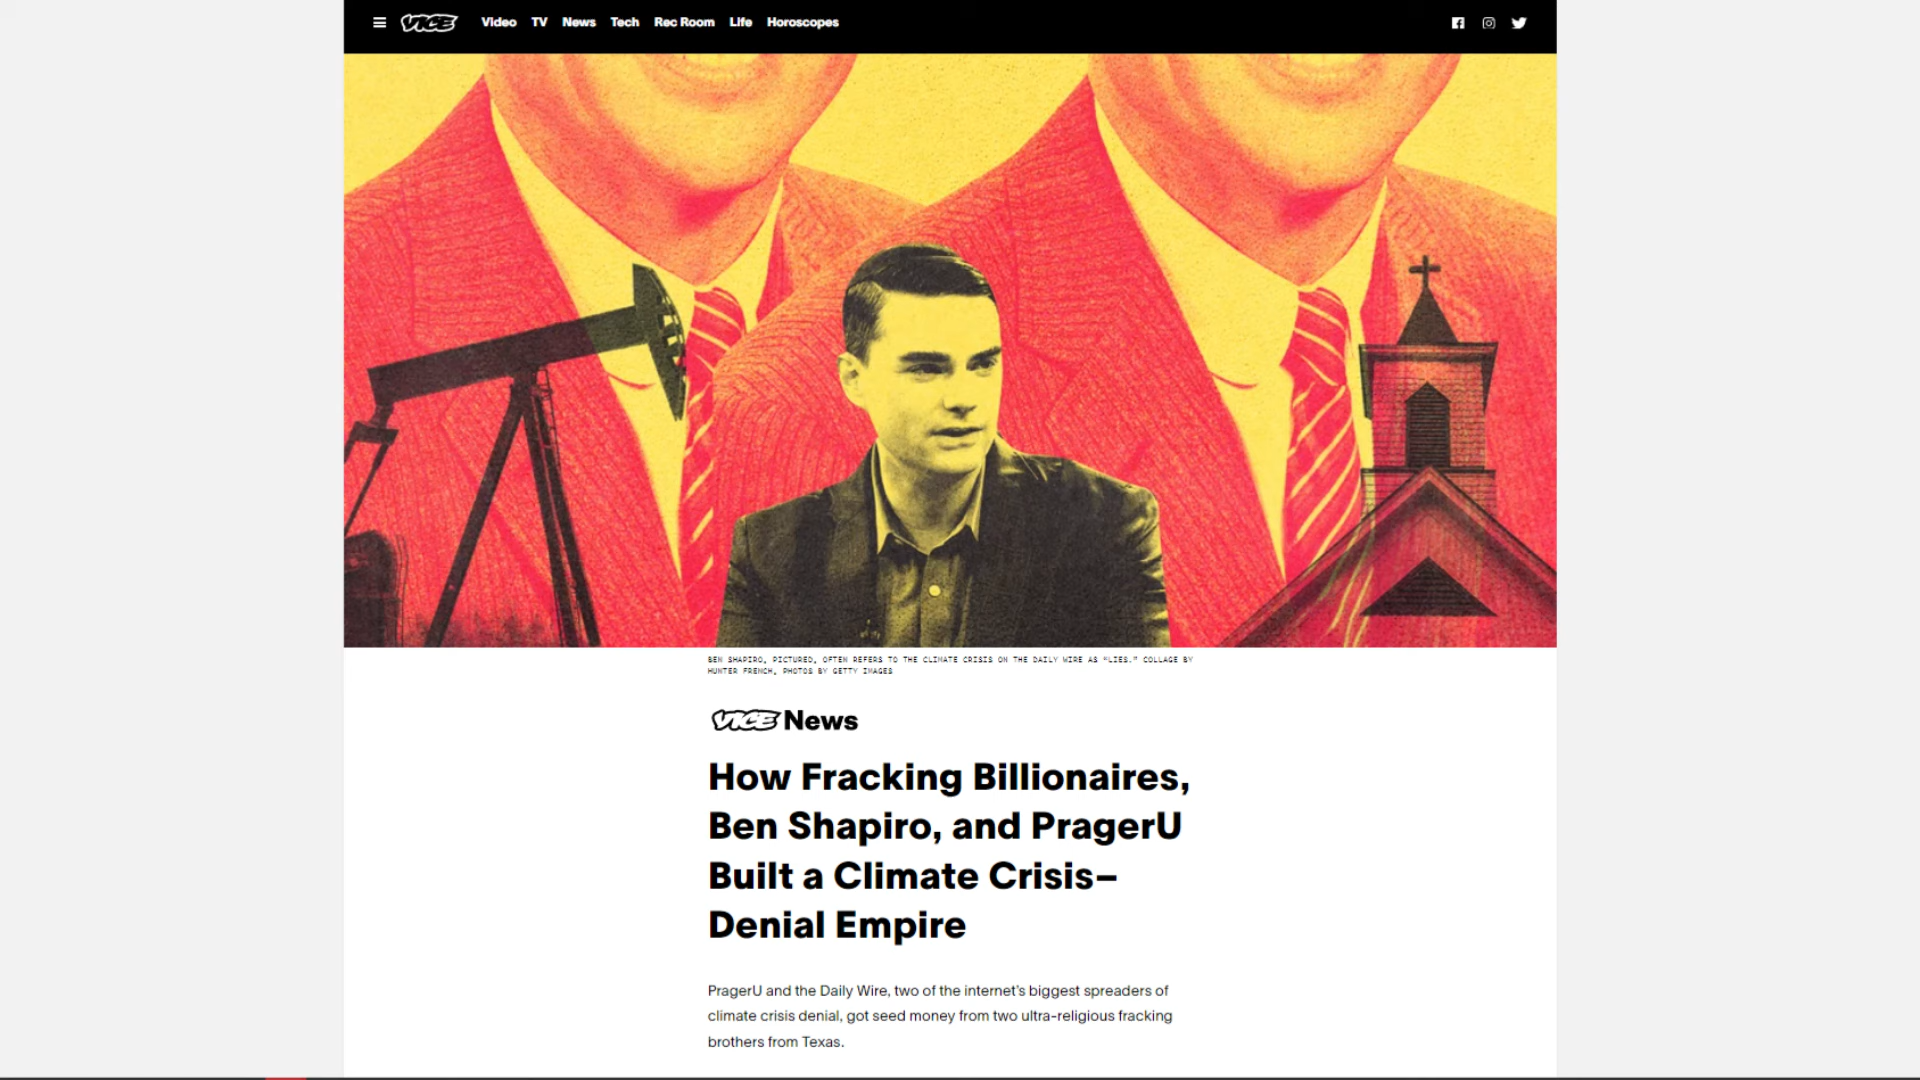 VICE Video TV News Tech Rec Room Life Horoscopes
BEN SHAPIRO, PICTURED, OFTEN REFERS TO THE CLIMATE CRISIS ON THE DAILY WIRE AS "LIES." COLLAGE BY
HUNTER FRENCH, PHOTOS BY GETTY IMAGES
VICE News
How Fracking Billionaires,
Ben Shapiro, and PragerU
Built a Climate Crisis–
Denial Empire
PragerU and the Daily Wire, two of the internet's biggest spreaders of
climate crisis denial, got seed money from two ultra-religious fracking
brothers from Texas.